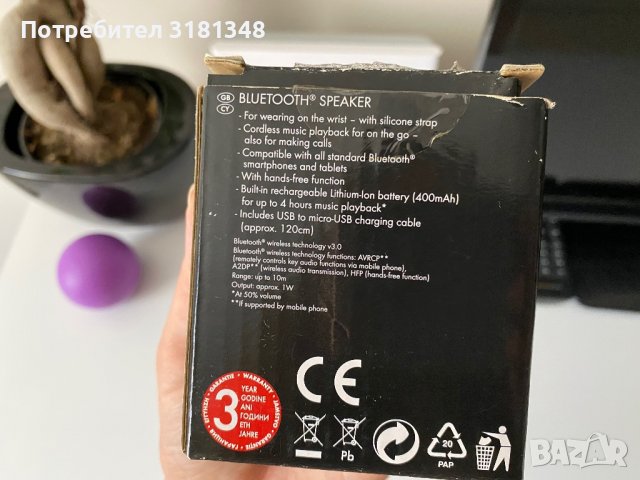 Потребител 3181348
GB BLUETOOTH® SPEAKER
CY
- For wearing on the wrist – with silicone strap
- Cordless music playback for on the go –
also for making calls
- Compatible with all standard Bluetooth®
smartphones and tablets
- With hands-free function
- Built-in rechargeable Lithium-Ion battery (400mAh)
for up to 4 hours music playback*
- Includes USB to micro-USB charging cable
(approx. 120cm)
Bluetooth® wireless technology v3.0
Bluetooth® wireless technology functions: AVRCP**
(remotely controls key audio functions via mobile phone),
A2DP** (wireless audio transmission), HFP (hands-free function)
Range: up to 10m
Output: approx. 1W
*At 50% volume
**If supported by mobile phone
CE
GARANTIE • WARRANTY • JAMSTVO • GARANTIE
3
YEAR
GODINE
ANI
ГОДИНИ
ΕΤΗ
JAHRE
Pb
20
PAP
BAZAR